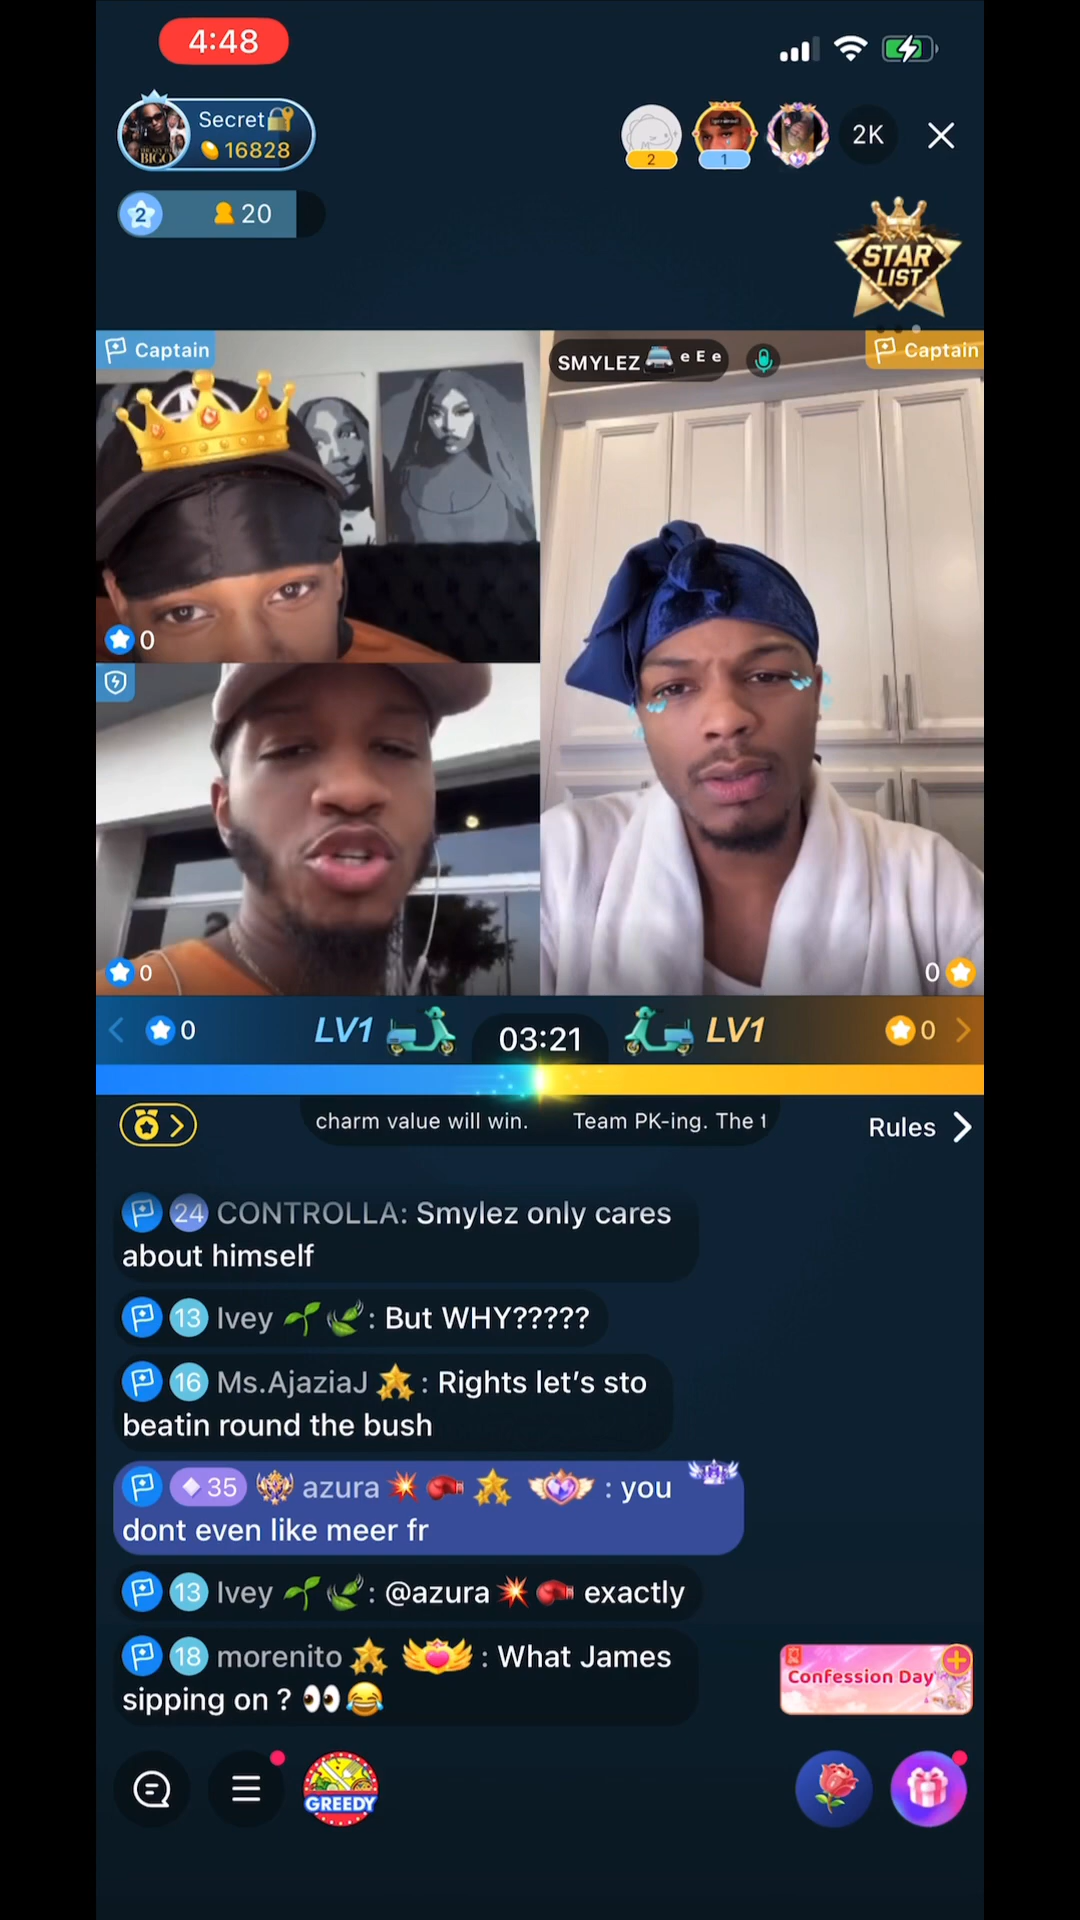 4:48
Secret
16828
2
1
2K
2
20
STAR
LIST
Captain
SMYLEZ e E e
Captain
0
0
0
0
LV1
03:21
LV1
0
charm value will win. Team PK-ing. The t
Rules
24 CONTROLLA: Smylez only cares
about himself
13 Ivey : But WHY?????
16 Ms.AjaziaJ : Rights let's sto
beatin round the bush
35 azura : you
dont even like meer fr
13 Ivey : @azura exactly
18 morenito : What James
sipping on ? 👀😂
Confession Day
GREEDY